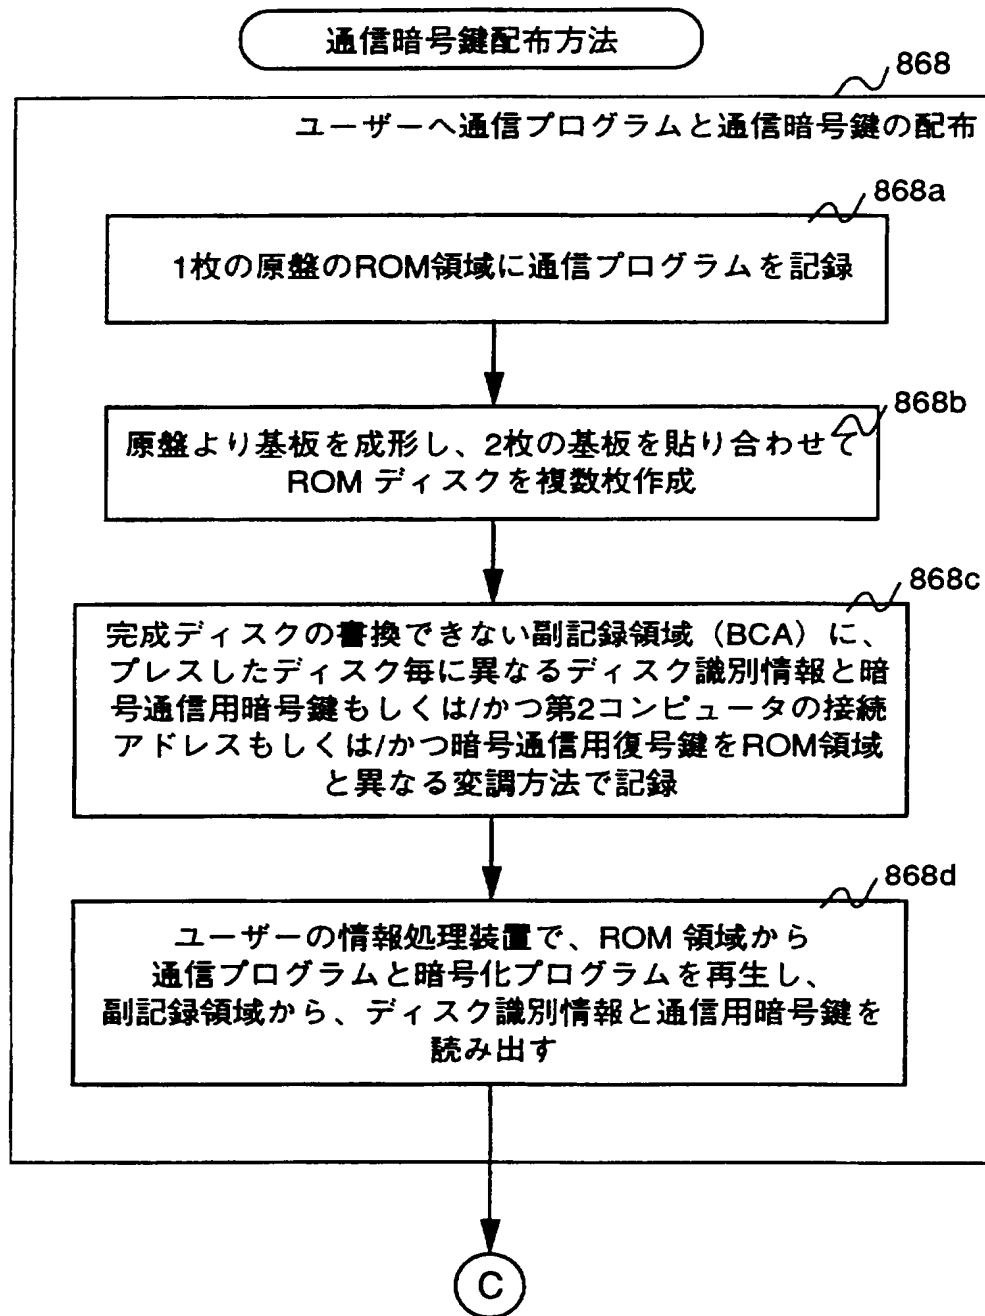 通信暗号鍵配布方法
868
ユーザーへ通信プログラムと通信暗号鍵の配布
868a
1枚の原盤のROM領域に通信プログラムを記録
868b
原盤より基板を成形し、2枚の基板を貼り合わせて
ROM ディスクを複数枚作成
868c
完成ディスクの書換できない副記録領域（BCA）に、
プレスしたディスク毎に異なるディスク識別情報と暗
号通信用暗号鍵もしくは/かつ第2コンピュータの接続
アドレスもしくは/かつ暗号通信用復号鍵をROM領域
と異なる変調方法で記録
868d
ユーザーの情報処理装置で、ROM 領域から
通信プログラムと暗号化プログラムを再生し、
副記録領域から、ディスク識別情報と通信用暗号鍵を
読み出す
C